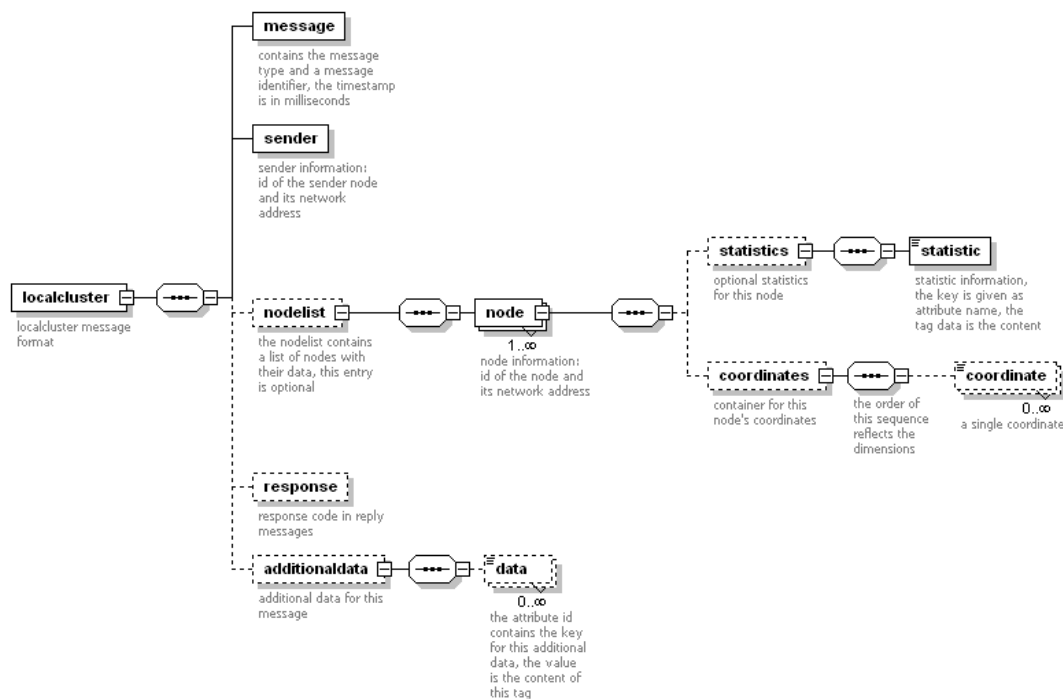 message
contains the message
type and a message
identifier, the timestamp
is in milliseconds
sender
sender information:
id of the sender node
and its network
address
localcluster
localcluster message
format
nodelist
the nodelist contains
a list of nodes with
their data, this entry
is optional
node
1..∞
node information:
id of the node and
its network address
statistics
optional statistics
for this node
statistic
statistic information,
the key is given as
attribute name, the
tag data is the content
coordinates
container for this
node's coordinates
the order of
this sequence
reflects the
dimensions
coordinate
0..∞
a single coordinate
response
response code in reply
messages
additionaldata
additional data for this
message
data
0..∞
the attribute id
contains the key
for this additional
data, the value
is the content of
this tag